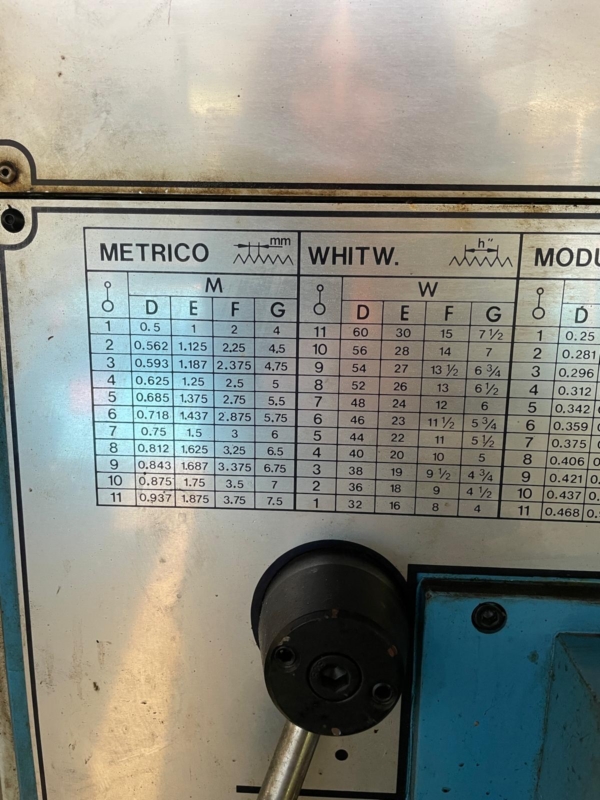 METRICO mm WHITW. h" MODU
M W
D E F G D E F G D
1 0.5 1 2 4 11 60 30 15 7 1/2 1 0.25
2 0.562 1.125 2.25 4.5 10 56 28 14 7 2 0.281
3 0.593 1.187 2.375 4.75 9 54 27 13 1/2 6 3/4 3 0.296
4 0.625 1.25 2.5 5 8 52 26 13 6 1/2 4 0.312
5 0.685 1.375 2.75 5.5 7 48 24 12 6 5 0.342
6 0.718 1.437 2.875 5.75 6 46 23 11 1/2 5 3/4 6 0.359
7 0.75 1.5 3 6 5 44 22 11 5 1/2 7 0.375
8 0.812 1.625 3.25 6.5 4 40 20 10 5 8 0.406
9 0.843 1.687 3.375 6.75 3 38 19 9 1/2 4 3/4 9 0.421
10 0.875 1.75 3.5 7 2 36 18 9 4 1/2 10 0.437
11 0.937 1.875 3.75 7.5 1 32 16 8 4 11 0.468